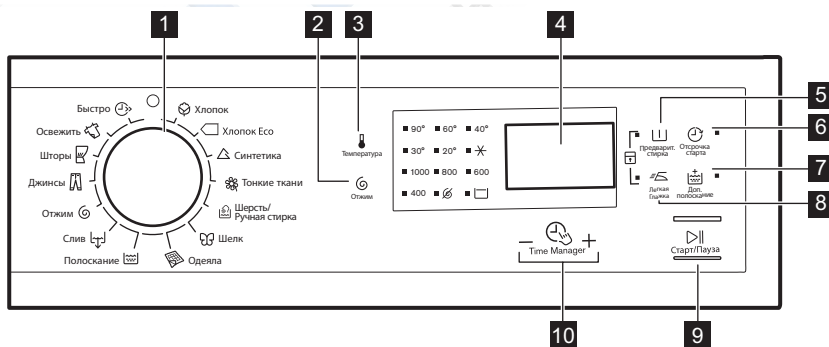 1
2
3
4
5
6
7
8
9
10
Быстро
Освежить
Шторы
Джинсы
Отжим
Слив
Полоскание
Хлопок
Хлопок Eco
Синтетика
Тонкие ткани
Шерсть/
Ручная стирка
Шелк
Одеяла
Температура
Отжим
90° 60° 40°
30° 20°
1000 800 600
400
Предварит.
стирка
Отсрочка
старта
Легкая
Глажка
Доп.
полоскание
Time Manager
Старт/Пауза